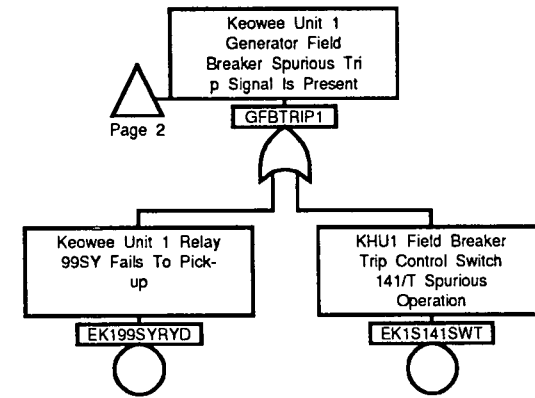 Keowee Unit 1
Generator Field
Breaker Spurious Tri
p Signal Is Present
Page 2
GFBTRIP1
Keowee Unit 1 Relay
99SY Fails To Pick-
up
KHU1 Field Breaker
Trip Control Switch
141/T Spurious
Operation
EK199SYRYD
EK1S141SWT